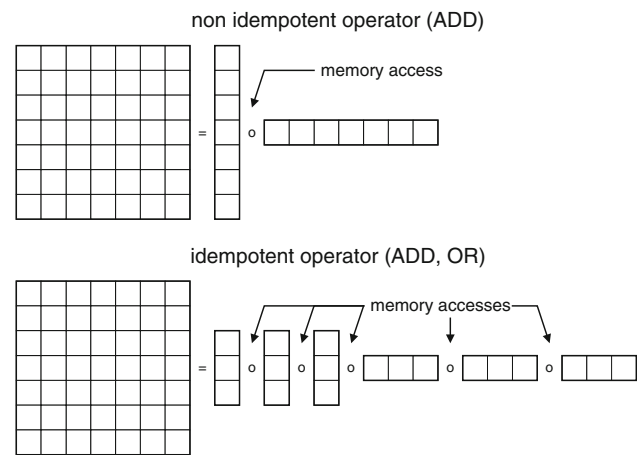 non idempotent operator (ADD)
memory access
= o
idempotent operator (ADD, OR)
memory accesses
= o o o o o